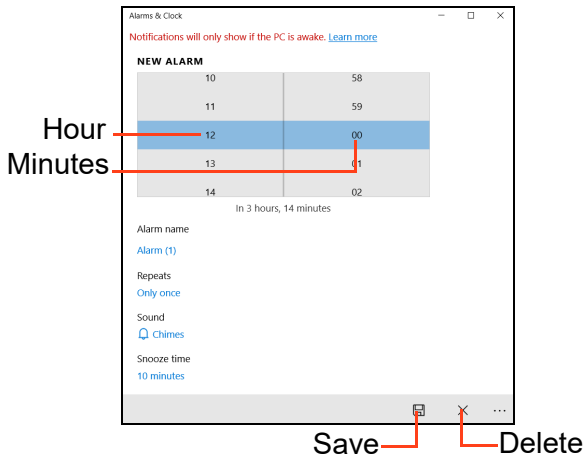 Alarms & Clock
Notifications will only show if the PC is awake. Learn more
NEW ALARM
10 58
11 59
Hour 12 00
Minutes 13 01
14 02
In 3 hours, 14 minutes
Alarm name
Alarm (1)
Repeats
Only once
Sound
Chimes
Snooze time
10 minutes
...
Save Delete